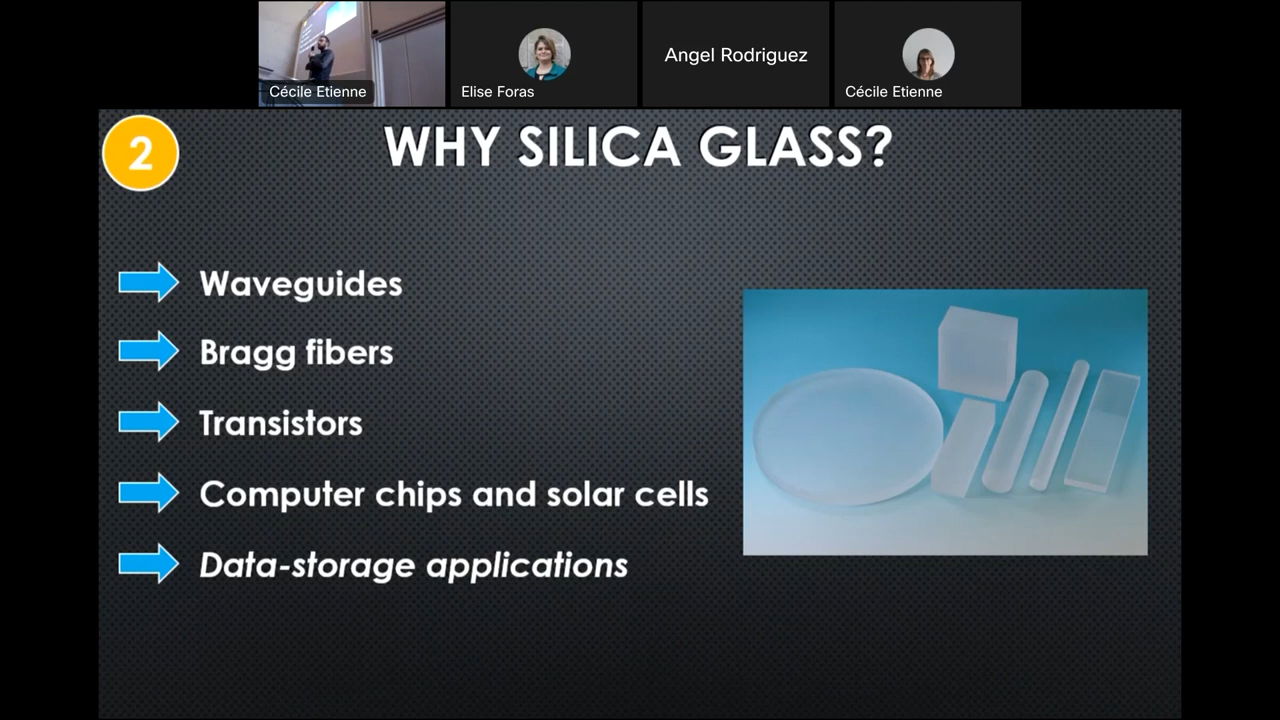 Cécile Etienne
Elise Foras
Angel Rodriguez
Cécile Etienne
2
WHY SILICA GLASS?
Waveguides
Bragg fibers
Transistors
Computer chips and solar cells
Data-storage applications